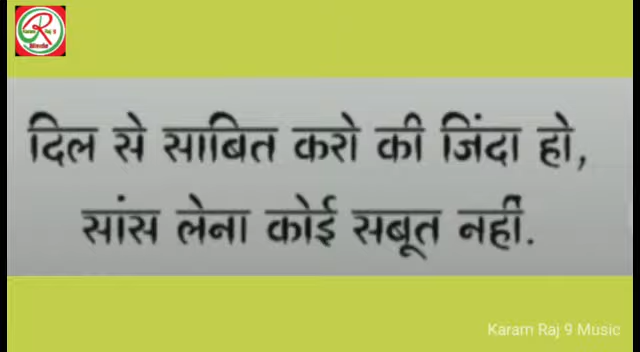 दिल से साबित करो की जिंदा हो,
सांस लेना कोई सबूत नहीं.
Karam Raj 9 Music